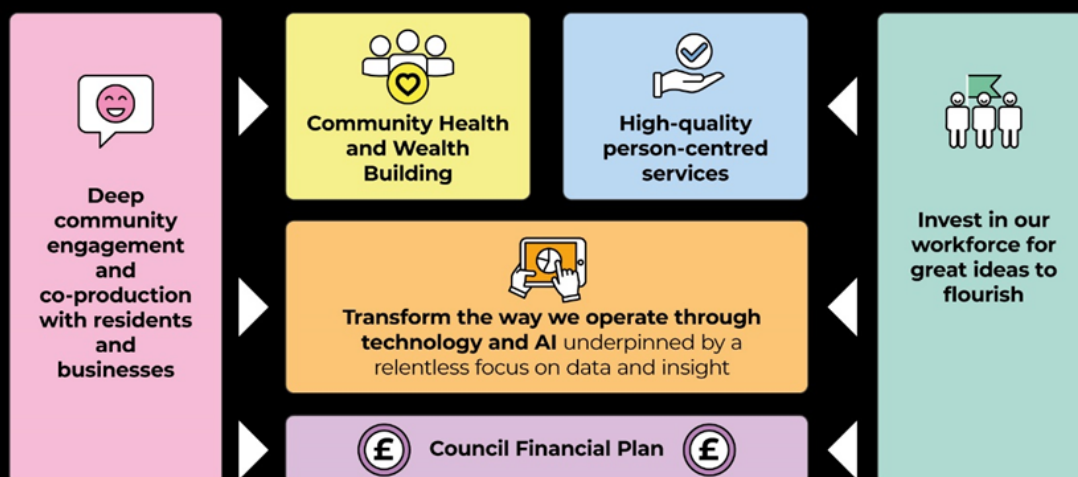 Deep
community
engagement
and
co-production
with residents
and
businesses
Community Health
and Wealth
Building
High-quality
person-centred
services
Transform the way we operate through
technology and AI underpinned by a
relentless focus on data and insight
£ Council Financial Plan £
Invest in our
workforce for
great ideas to
flourish